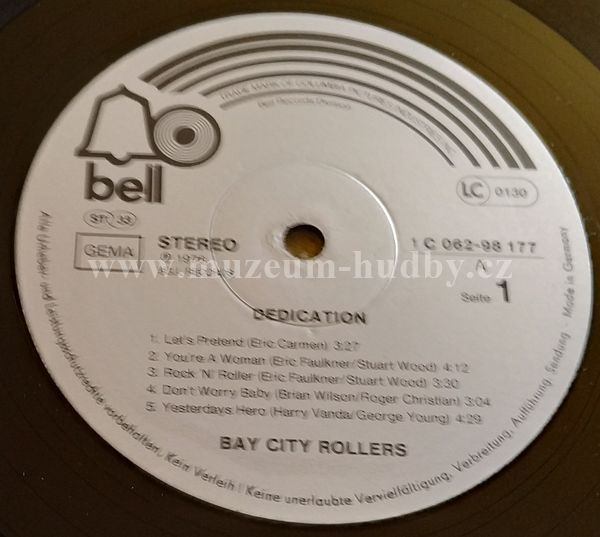 TRADE MARK OF COLUMBIA PICTURES INDUSTRIES INC.
Bell Records Division
bell
LC 0130
ST 33
GEMA
STEREO
℗ 1976
1 C 062-98 177
A
Seite 1
www.muzeum-hudby.cz
DEDICATION
1. Let's Pretend (Eric Carmen) 3:27
2. You're A Woman (Eric Faulkner/Stuart Wood) 4:12
3. Rock 'N' Roller (Eric Faulkner/Stuart Wood) 3:30
4. Don't Worry Baby (Brian Wilson/Roger Christian) 3:04
5. Yesterdays Hero (Harry Vanda/George Young) 4:29
BAY CITY ROLLERS
Alle Urheber- und Leistungsschutzrechte vorbehalten. Kein Verleih! Keine unerlaubte Vervielfältigung, Verbreitung, Aufführung, Sendung · Made in Germany